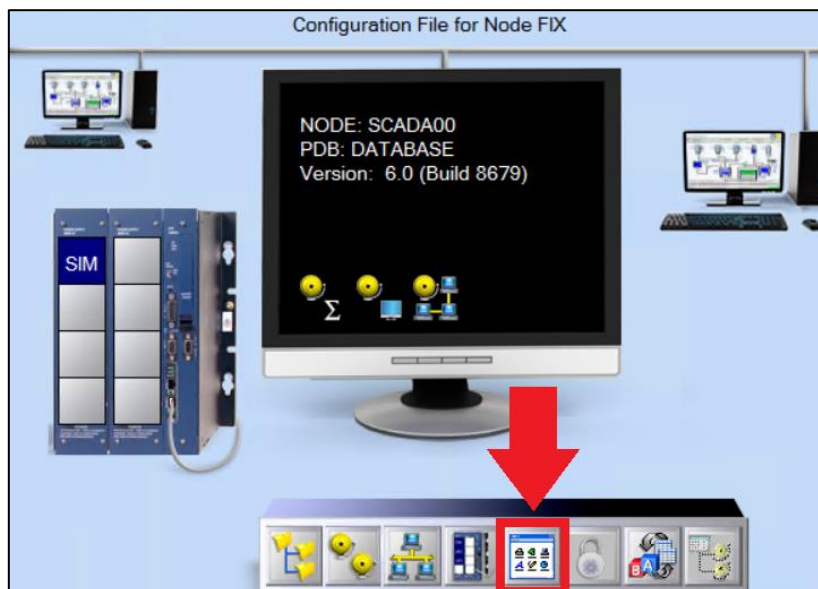 Configuration File for Node FIX
NODE: SCADA00
PDB: DATABASE
Version: 6.0 (Build 8679)
SIM
Σ
B A